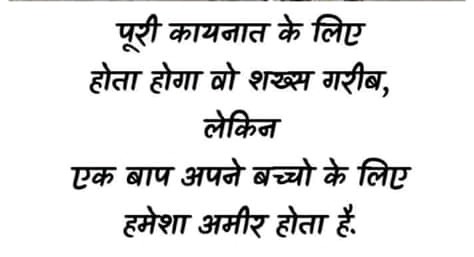 पूरी कायनात के लिए
होता होगा वो शख्स गरीब,
लेकिन
एक बाप अपने बच्चो के लिए
हमेशा अमीर होता है.